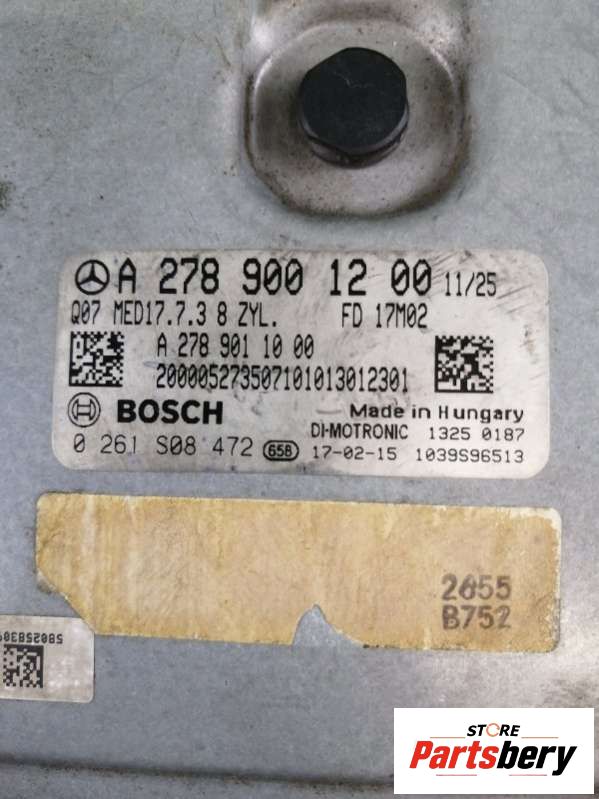 A 278 900 12 00 11/25
Q07 MED17.7.3 8 ZYL. FD 17M02
A 278 901 10 00
20000527350710101301​2301
BOSCH Made in Hungary
DI-MOTRONIC 1325 0187
0 261 S08 472 658 17-02-15 1039S96513
2655
B752
STORE
Partsbery